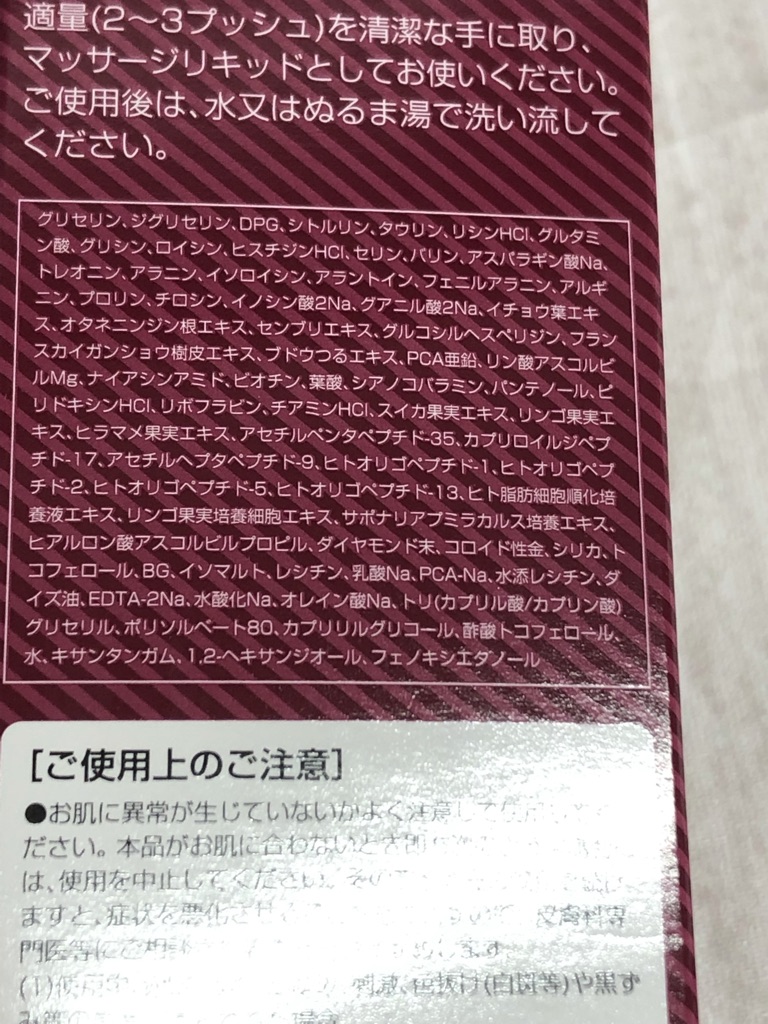 適量(2〜3プッシュ)を清潔な手に取り、
マッサージリキッドとしてお使いください。
ご使用後は、水又はぬるま湯で洗い流して
ください。
グリセリン、ジグリセリン、DPG、シトルリン、タウリン、リシンHCl、グルタミ
ン酸、グリシン、ロイシン、ヒスチジンHCl、セリン、バリン、アスパラギン酸Na、
トレオニン、アラニン、イソロイシン、アラントイン、フェニルアラニン、アルギ
ニン、プロリン、チロシン、イノシン酸2Na、グアニル酸2Na、イチョウ葉エキ
ス、オタネニンジン根エキス、センブリエキス、グルコシルヘスペリジン、フラン
スカイガンショウ樹皮エキス、ブドウつるエキス、PCA亜鉛、リン酸アスコルビ
ルMg、ナイアシンアミド、ビオチン、葉酸、シアノコバラミン、パンテノール、ピ
リドキシンHCl、リボフラビン、チアミンHCl、スイカ果実エキス、リンゴ果実エ
キス、ヒラマメ果実エキス、アセチルペンタペプチド-35、カプリロイルジペプ
チド-17、アセチルヘプタペプチド-9、ヒトオリゴペプチド-1、ヒトオリゴペプ
チド-2、ヒトオリゴペプチド-5、ヒトオリゴペプチド-13、ヒト脂肪細胞順化培
養液エキス、リンゴ果実培養細胞エキス、サポナリアプミラカルス培養エキス、
ヒアルロン酸アスコルビルプロピル、ダイヤモンド末、コロイド性金、シリカ、ト
コフェロール、BG、イソマルト、レシチン、乳酸Na、PCA-Na、水添レシチン、ダ
イズ油、EDTA-2Na、水酸化Na、オレイン酸Na、トリ(カプリル酸/カプリン酸)
グリセリル、ポリソルベート80、カプリリルグリコール、酢酸トコフェロール、
水、キサンタンガム、1,2-ヘキサンジオール、フェノキシエタノール
[ご使用上のご注意]
●お肌に異常が生じていないかよく注意して使用
ださい。本品がお肌に合わないとき即
は、使用を中止してください。
ますと、症状を悪化させ 皮膚科専
門医等にご相談 します。
(1)使用中、 刺激、色抜け(白斑等)や黒ず